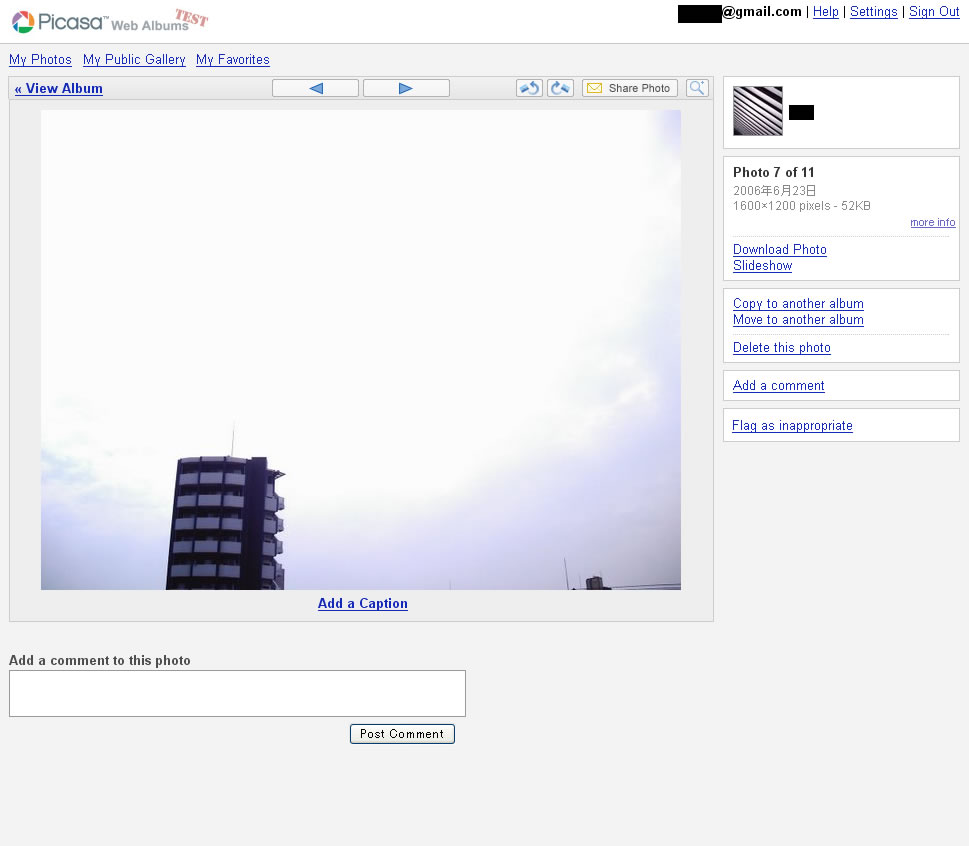 Picasa™ Web Albums TEST
@gmail.com | Help | Settings | Sign Out
My Photos My Public Gallery My Favorites
« View Album
Share Photo
Photo 7 of 11
2006年6月23日
1600×1200 pixels - 52KB
more info
Download Photo
Slideshow
Copy to another album
Move to another album
Delete this photo
Add a comment
Flag as inappropriate
Add a Caption
Add a comment to this photo
Post Comment